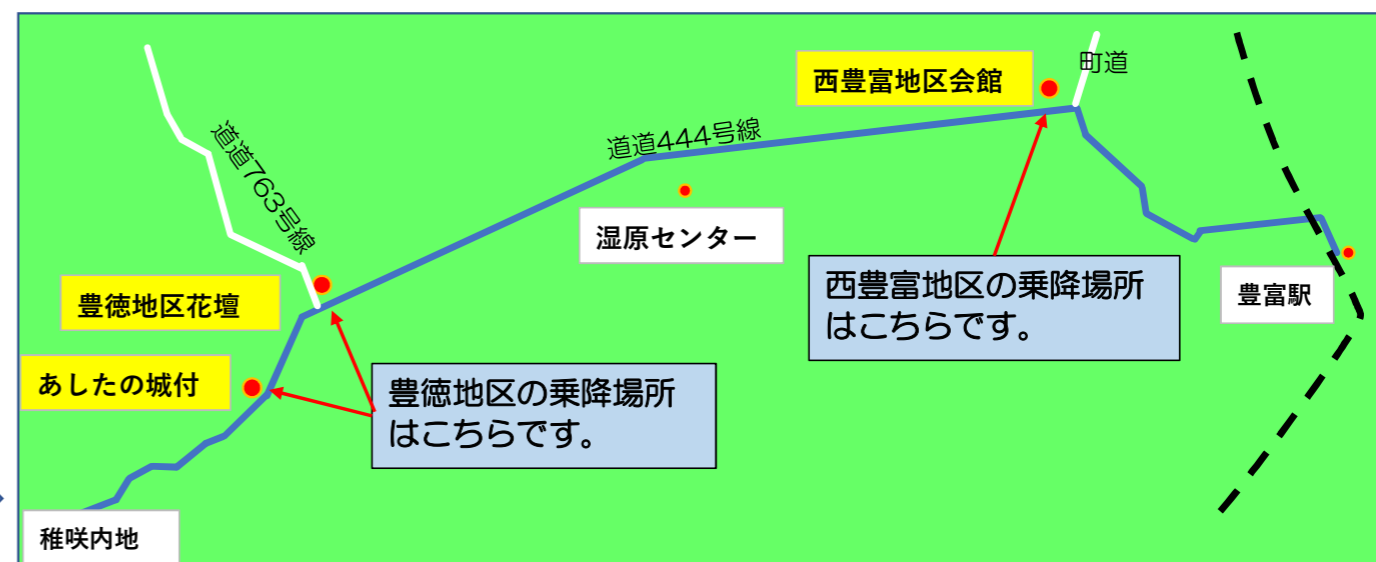 町道
西豊富地区会館
道道444号線
道道763号線
湿原センター
西豊富地区の乗降場所
はこちらです。
豊富駅
豊徳地区花壇
あしたの城付
豊徳地区の乗降場所
はこちらです。
稚咲内地